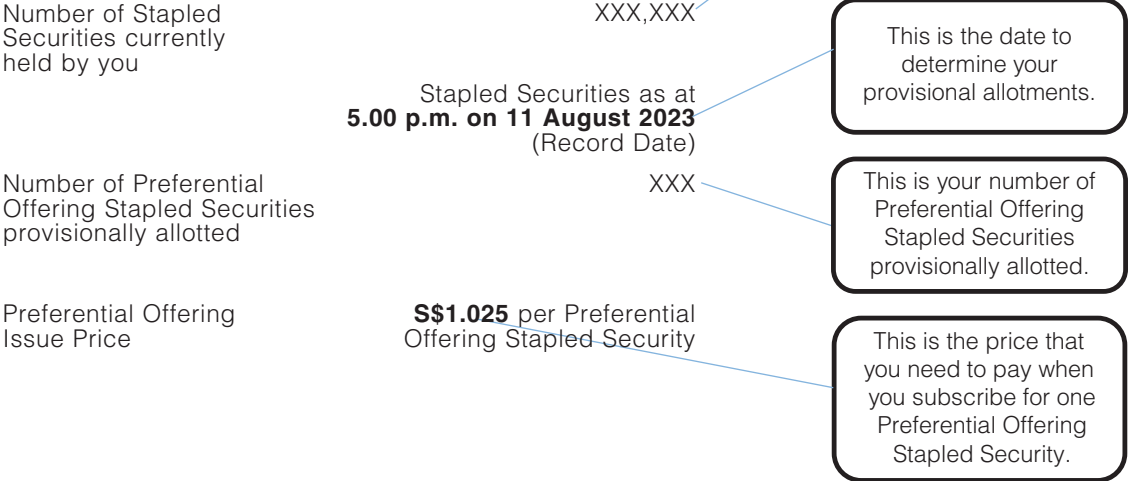 Number of Stapled
Securities currently
held by you
XXX,XXX
Stapled Securities as at
5.00 p.m. on 11 August 2023
(Record Date)
This is the date to
determine your
provisional allotments.
Number of Preferential
Offering Stapled Securities
provisionally allotted
XXX
This is your number of
Preferential Offering
Stapled Securities
provisionally allotted.
Preferential Offering
Issue Price
S$1.025 per Preferential
Offering Stapled Security
This is the price that
you need to pay when
you subscribe for one
Preferential Offering
Stapled Security.